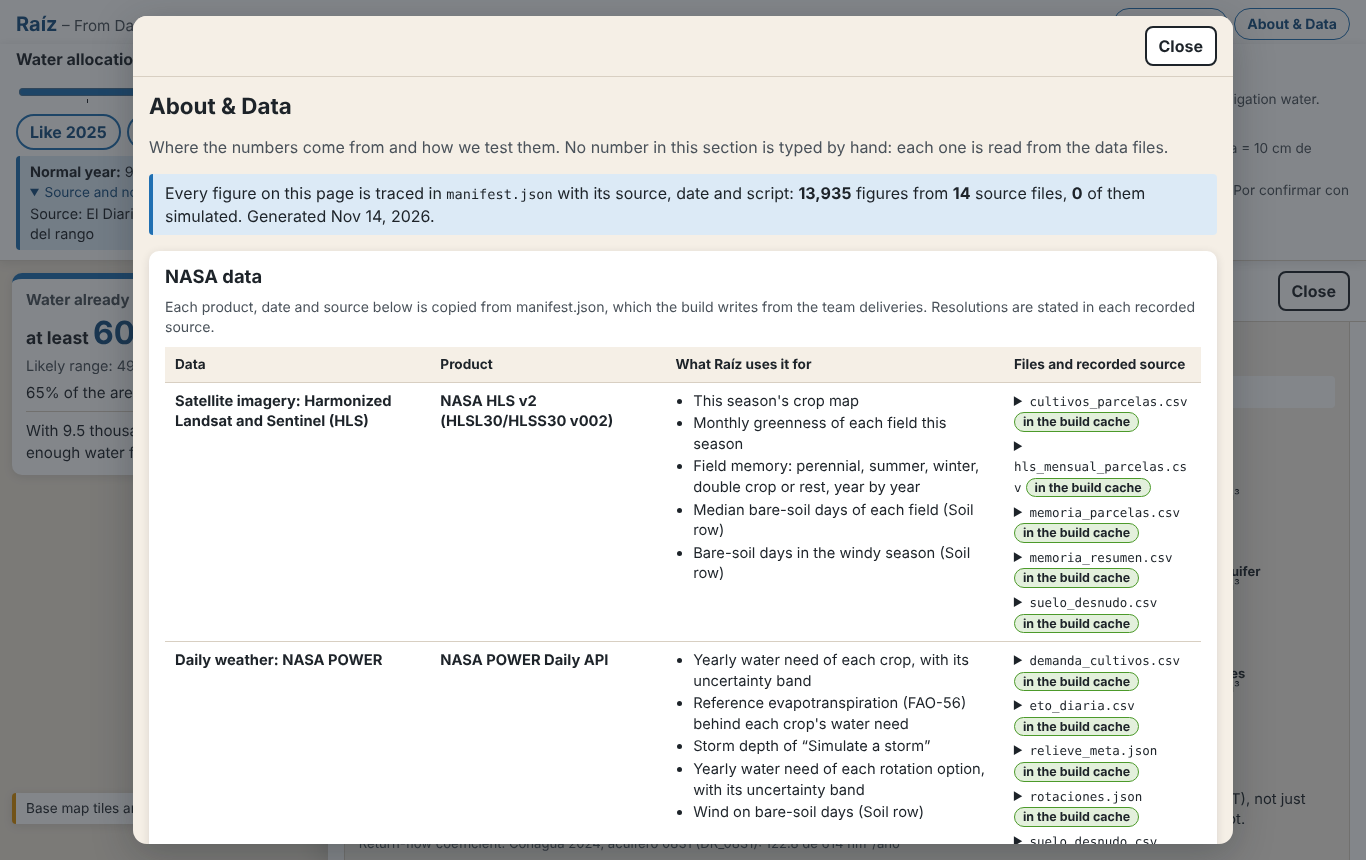 Raíz – From Da
About & Data
Water allocatio
Like 2025
Normal year: 9
▼ Source and no
Source: El Diari
del rango
igation water.
a = 10 cm de
Por confirmar con
Close
About & Data
Where the numbers come from and how we test them. No number in this section is typed by hand: each one is read from the data files.
Every figure on this page is traced in manifest.json with its source, date and script: 13,935 figures from 14 source files, 0 of them
simulated. Generated Nov 14, 2026.
NASA data
Each product, date and source below is copied from manifest.json, which the build writes from the team deliveries. Resolutions are stated in each recorded
source.
Data Product What Raíz uses it for Files and recorded source
Satellite imagery: Harmonized
Landsat and Sentinel (HLS)
NASA HLS v2
(HLSL30/HLSS30 v002)
• This season's crop map
• Monthly greenness of each field this
season
• Field memory: perennial, summer, winter,
double crop or rest, year by year
• Median bare-soil days of each field (Soil
row)
• Bare-soil days in the windy season (Soil
row)
▶ cultivos_parcelas.csv
in the build cache
▶
hls_mensual_parcelas.cs
v in the build cache
▶ memoria_parcelas.csv
in the build cache
▶ memoria_resumen.csv
in the build cache
▶ suelo_desnudo.csv
in the build cache
Daily weather: NASA POWER
NASA POWER Daily API
• Yearly water need of each crop, with its
uncertainty band
• Reference evapotranspiration (FAO-56)
behind each crop's water need
• Storm depth of “Simulate a storm”
• Yearly water need of each rotation option,
with its uncertainty band
• Wind on bare-soil days (Soil row)
▶ demanda_cultivos.csv
in the build cache
▶ eto_diaria.csv
in the build cache
▶ relieve_meta.json
in the build cache
▶ rotaciones.json
in the build cache
▶ suelo_desnudo.csv
Water already
at least 60
Likely range: 49
65% of the are
With 9.5 thousa
enough water f
Base map tiles ar
Close
uifer
es
T), not just
ot.